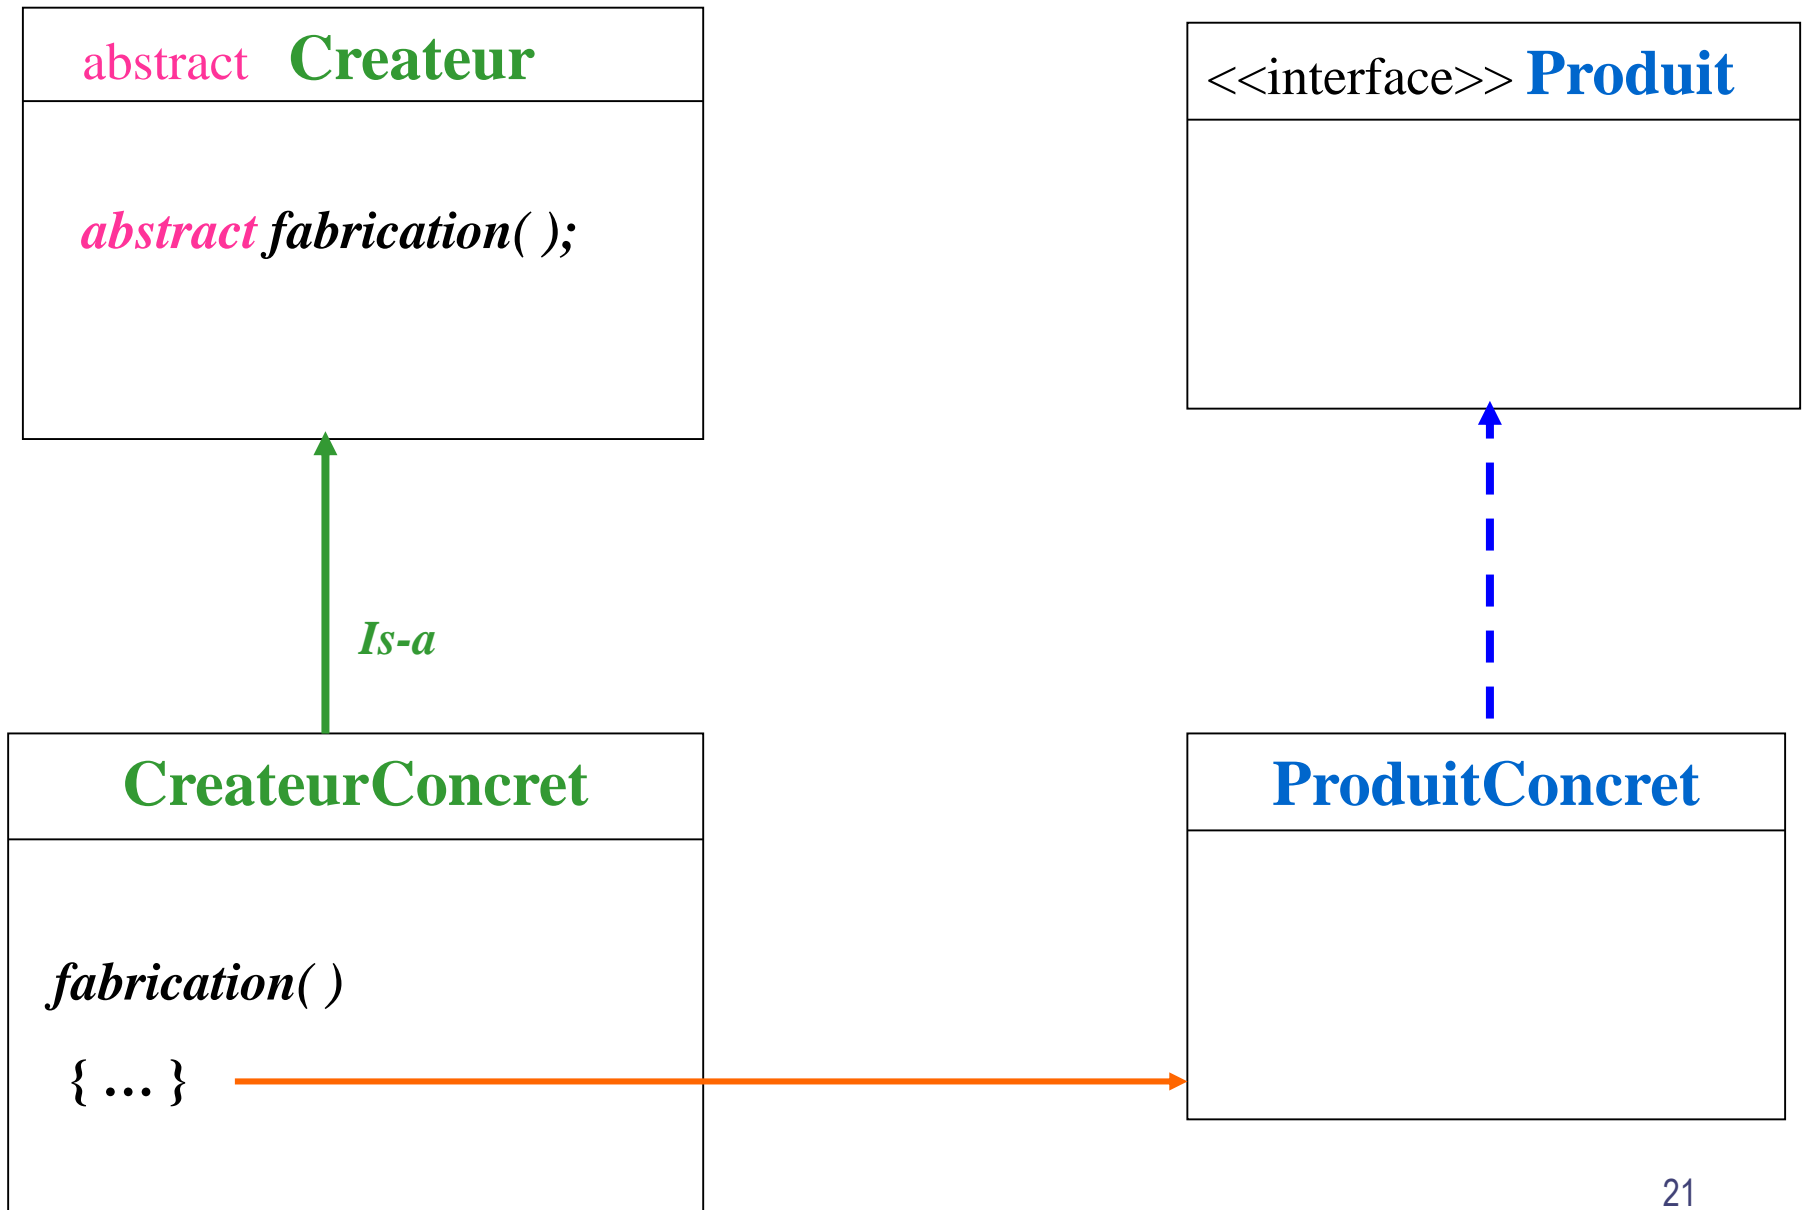 abstract Createur
abstract fabrication( );
<<interface>> Produit
Is-a
CreateurConcret
fabrication( )
{ … }
ProduitConcret
21